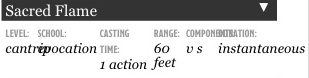 Sacred Flame ▼
LEVEL: SCHOOL: CASTING TIME: RANGE: COMPONENTS: DURATION:
cantrip evocation 1 action 60 feet v s instantaneous